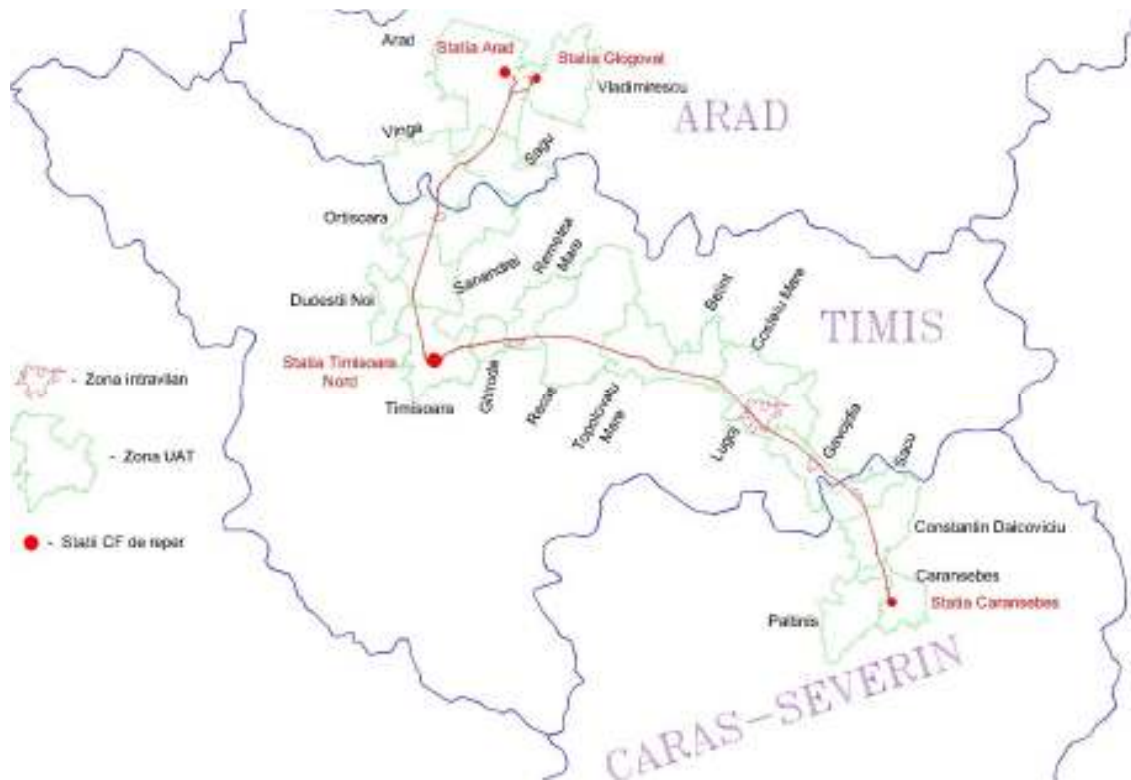 Arad
Statia Arad
Statia Glogovat
Vladimirescu
ARAD
Vinga
Sagu
Ortisoara
Sanandrei
Remetea
Mare
Dudestii Noi
Belint
Costeiu Mare
TIMIS
Statia Timisoara
Nord
- Zona intravilan
Timisoara
Ghiroda
Recas
Topolovatu
Mare
Lugoj
Gavojdia
Sacu
- Zona UAT
Constantin Daicoviciu
- Statii CF de reper
Caransebes
Statia Caransebes
Paltinis
CARAS-SEVERIN